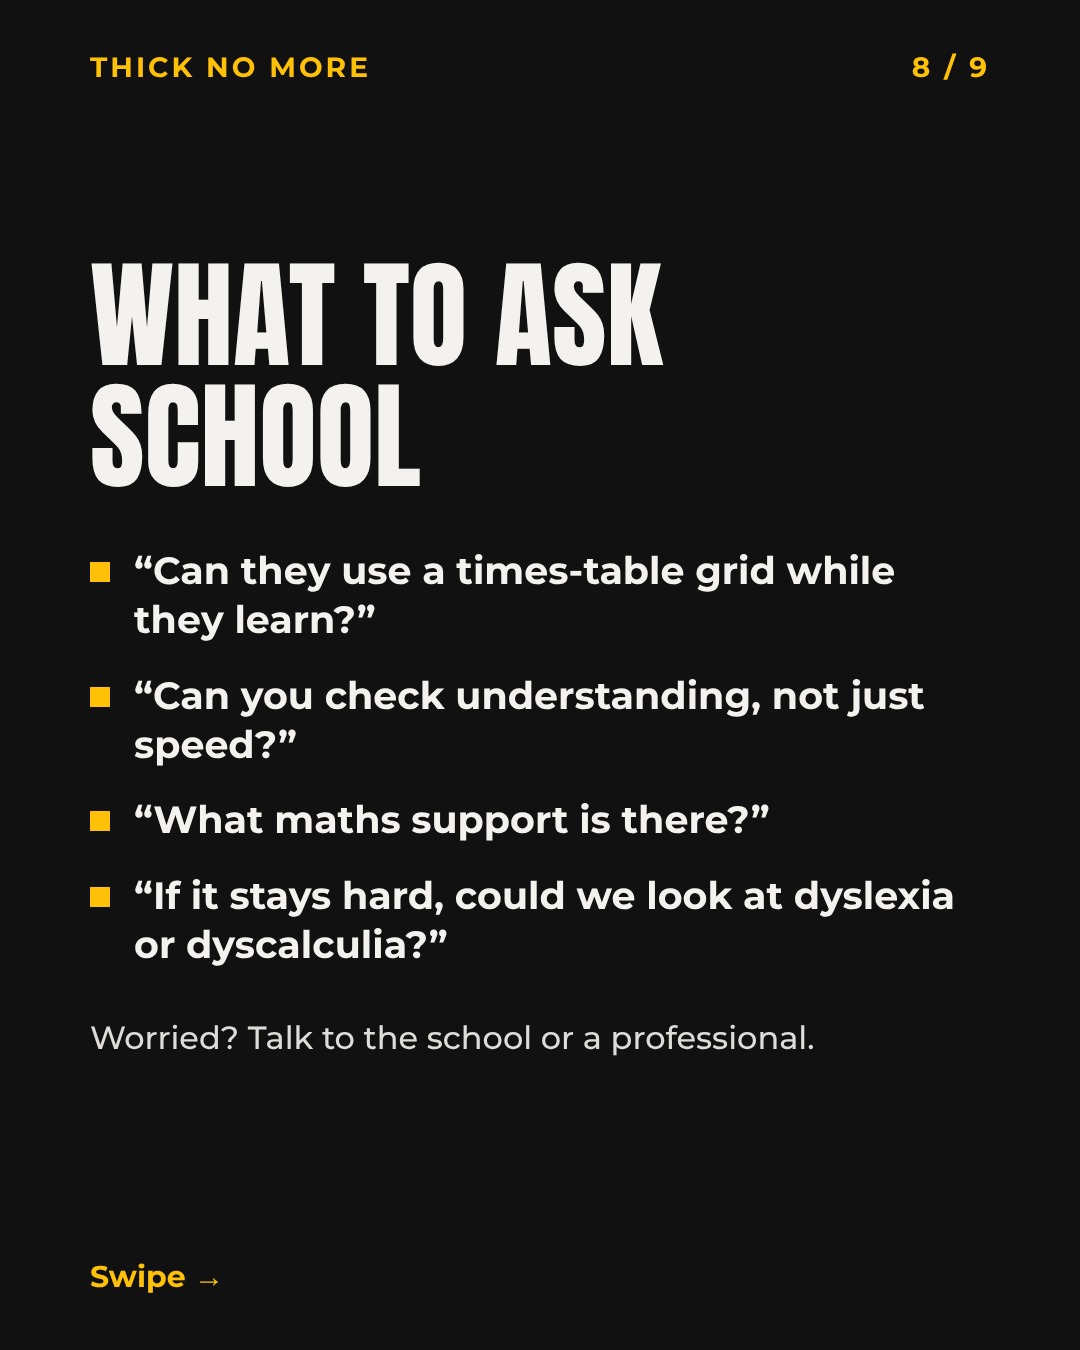 THICK NO MORE
8 / 9
WHAT TO ASK
SCHOOL
“Can they use a times-table grid while
they learn?”
“Can you check understanding, not just
speed?”
“What maths support is there?”
“If it stays hard, could we look at dyslexia
or dyscalculia?”
Worried? Talk to the school or a professional.
Swipe →